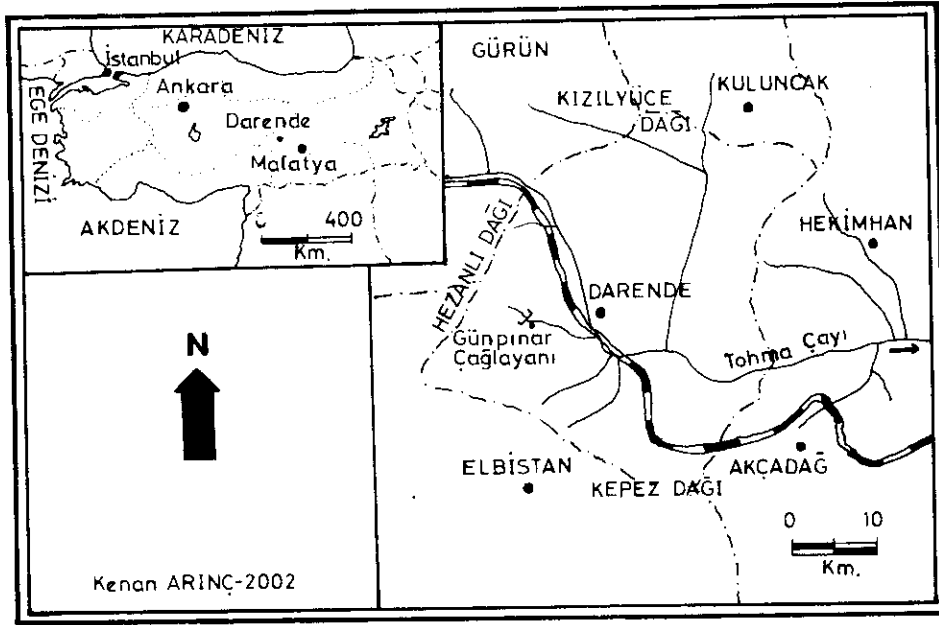 KARADENİZ
İstanbul
Ankara
EGE DENİZİ
Darende
Malatya
AKDENİZ
400
Km.
GÜRÜN
KIZILYÜCE
DAĞI
KULUNCAK
HEKİMHAN
HEZANLI DAĞI
DARENDE
Günpınar
Çağlayanı
Tohma Çayı
N
ELBİSTAN
KEPEZ DAĞI
AKÇADAĞ
0 10
Km.
Kenan ARINÇ-2002